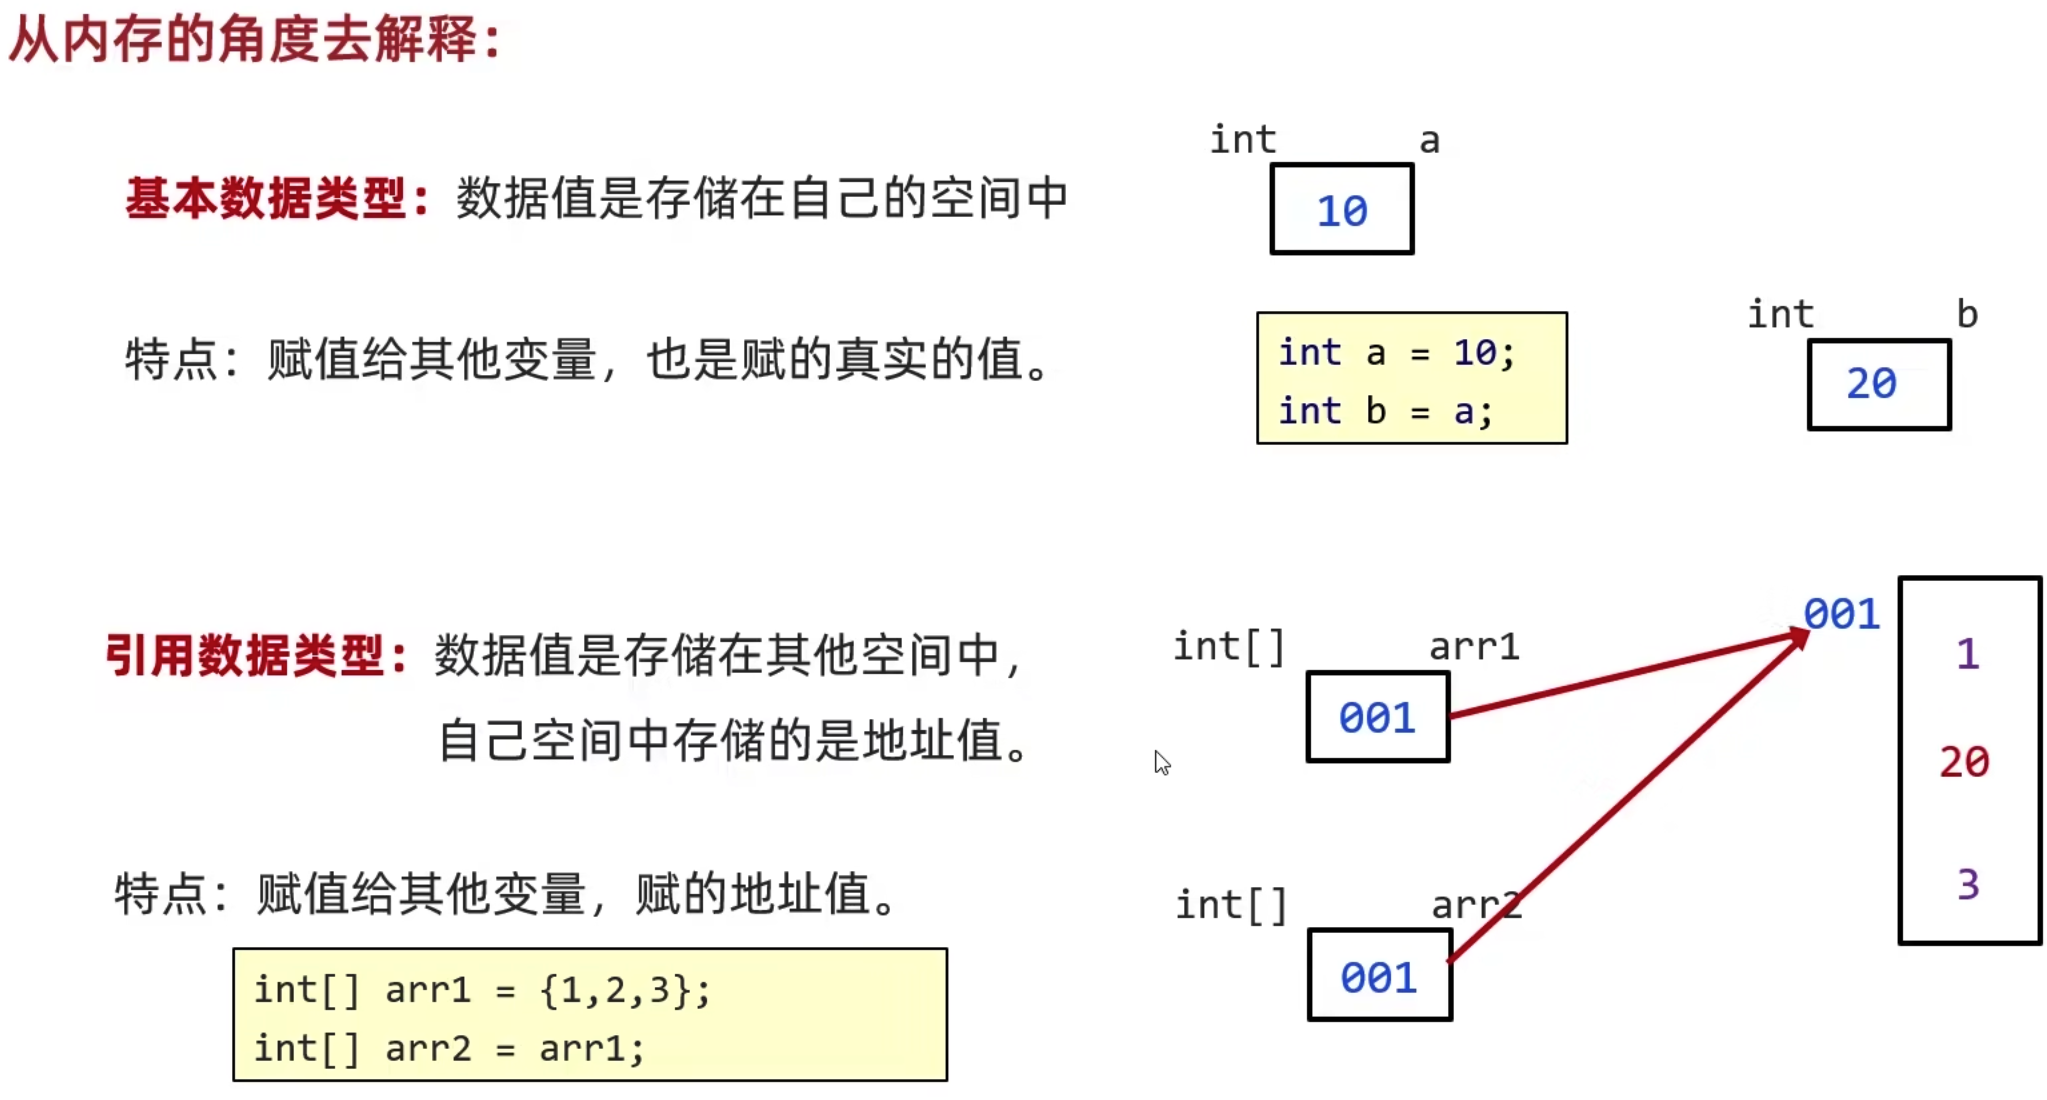 从内存的角度去解释：
基本数据类型：数据值是存储在自己的空间中
特点：赋值给其他变量，也是赋的真实的值。
int a
10
int a = 10;
int b = a;
int b
20
引用数据类型：数据值是存储在其他空间中，
自己空间中存储的是地址值。
特点：赋值给其他变量，赋的地址值。
int[] arr1 = {1,2,3};
int[] arr2 = arr1;
int[] arr1
001
int[] arr2
001
001
1
20
3